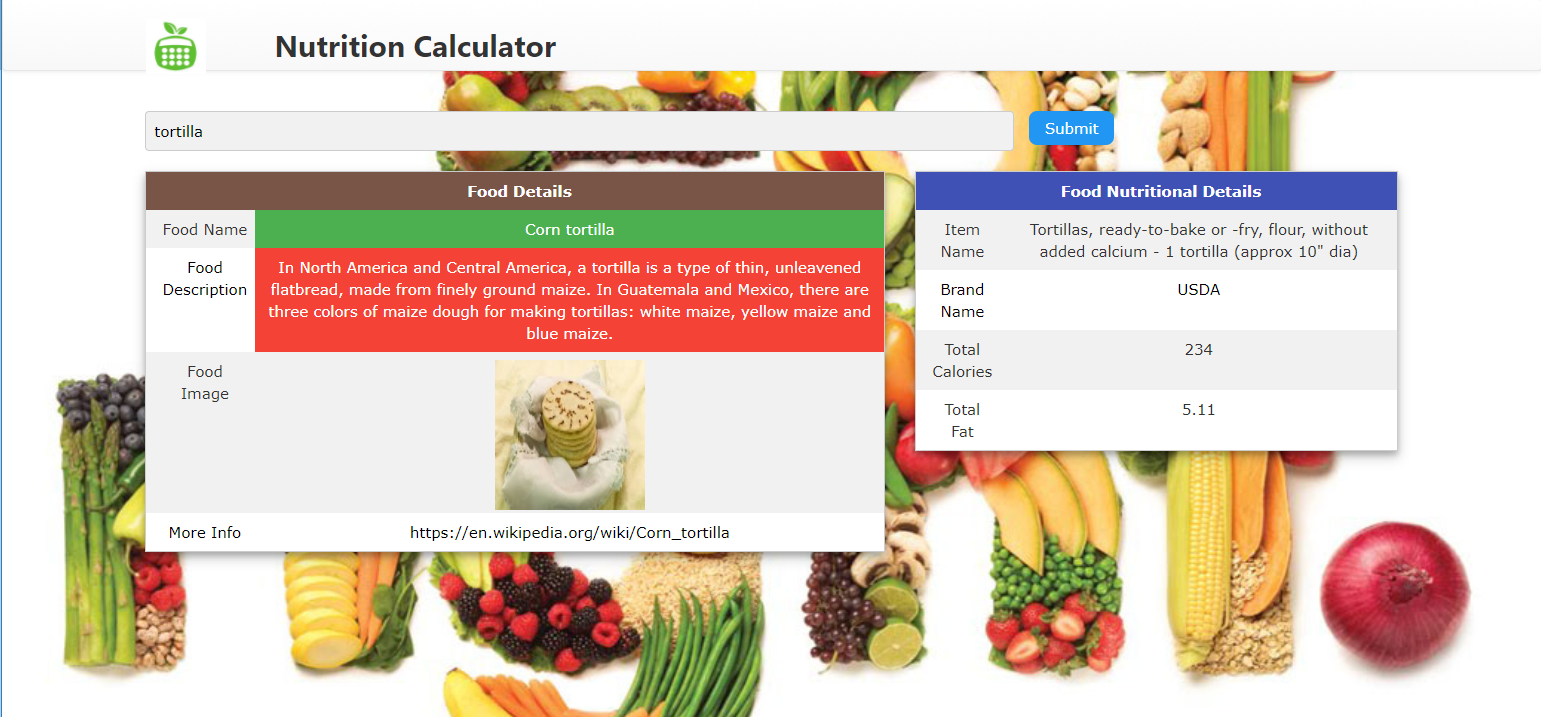 Nutrition Calculator
tortilla
Submit
Food Details
Food Name
Corn tortilla
Food
Description
In North America and Central America, a tortilla is a type of thin, unleavened
flatbread, made from finely ground maize. In Guatemala and Mexico, there are
three colors of maize dough for making tortillas: white maize, yellow maize and
blue maize.
Food
Image
More Info
https://en.wikipedia.org/wiki/Corn_tortilla
Food Nutritional Details
Item
Name
Tortillas, ready-to-bake or -fry, flour, without
added calcium - 1 tortilla (approx 10" dia)
Brand
Name
USDA
Total
Calories
234
Total
Fat
5.11